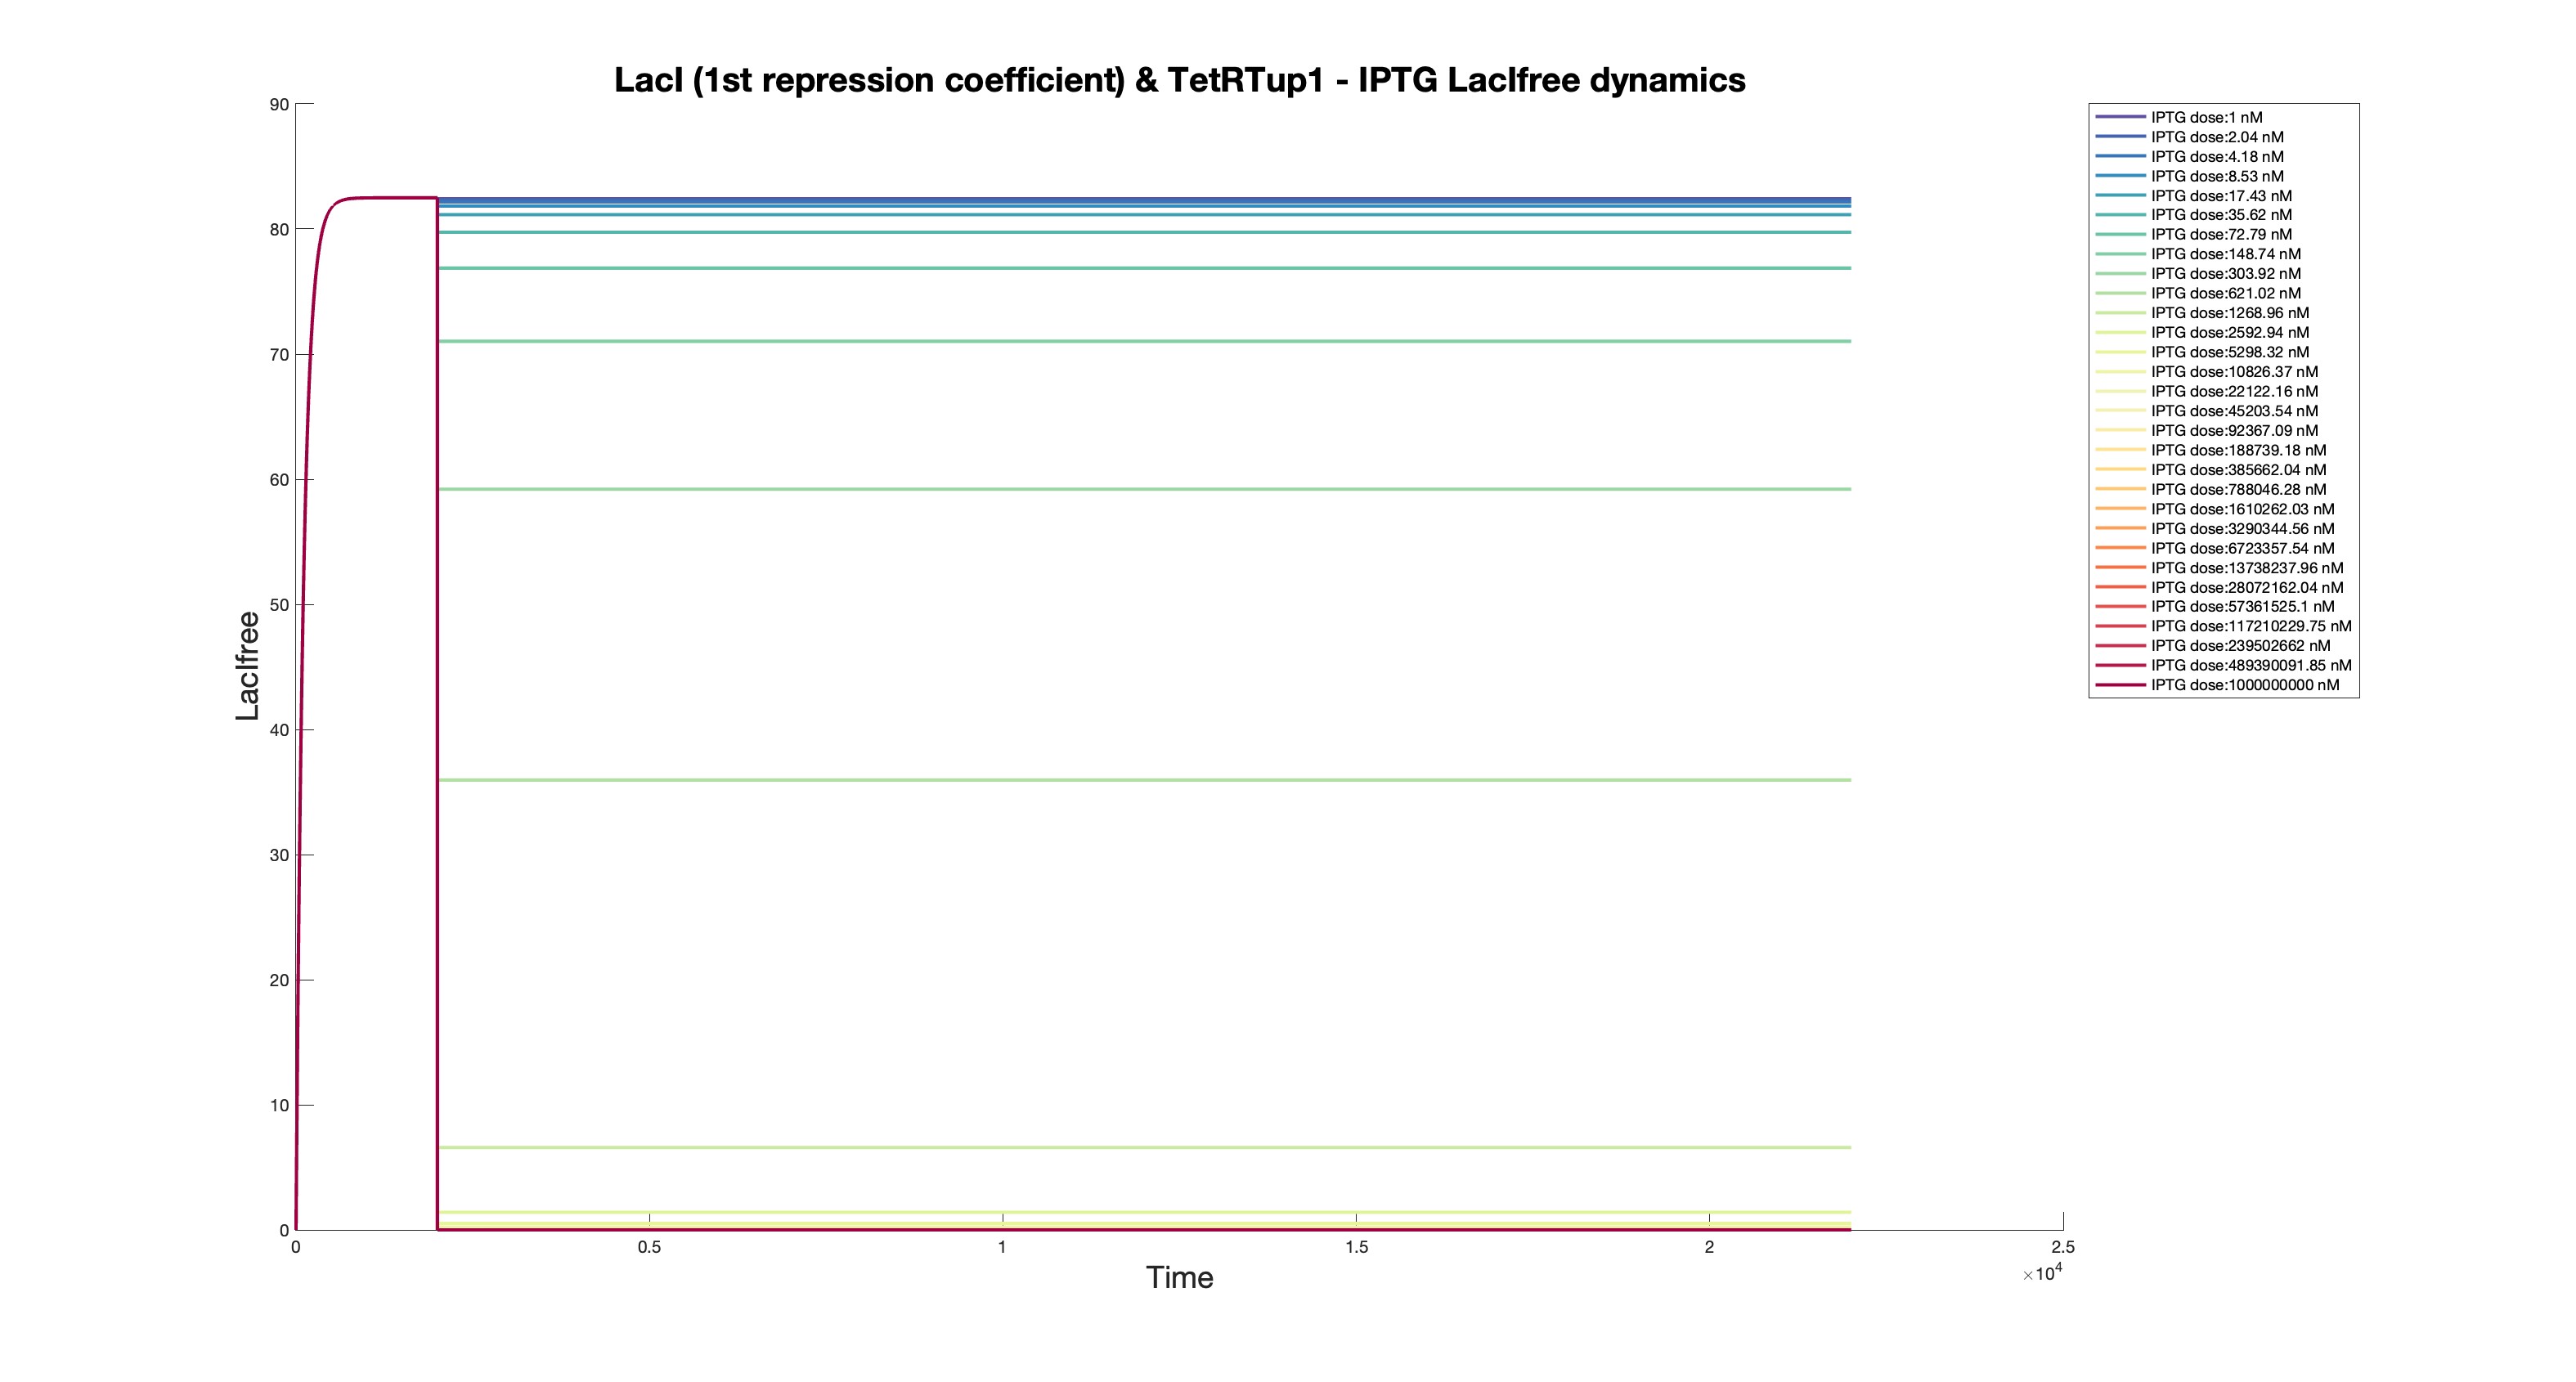 LacI (1st repression coefficient) & TetRTup1 - IPTG LacIfree dynamics
90
80
70
60
50
40
30
20
10
0
LacIfree
0
0.5
1
1.5
2
2.5
×10^4
Time
IPTG dose:1 nM
IPTG dose:2.04 nM
IPTG dose:4.18 nM
IPTG dose:8.53 nM
IPTG dose:17.43 nM
IPTG dose:35.62 nM
IPTG dose:72.79 nM
IPTG dose:148.74 nM
IPTG dose:303.92 nM
IPTG dose:621.02 nM
IPTG dose:1268.96 nM
IPTG dose:2592.94 nM
IPTG dose:5298.32 nM
IPTG dose:10826.37 nM
IPTG dose:22122.16 nM
IPTG dose:45203.54 nM
IPTG dose:92367.09 nM
IPTG dose:188739.18 nM
IPTG dose:385662.04 nM
IPTG dose:788046.28 nM
IPTG dose:1610262.03 nM
IPTG dose:3290344.56 nM
IPTG dose:6723357.54 nM
IPTG dose:13738237.96 nM
IPTG dose:28072162.04 nM
IPTG dose:57361525.1 nM
IPTG dose:117210229.75 nM
IPTG dose:239502662 nM
IPTG dose:489390091.85 nM
IPTG dose:1000000000 nM